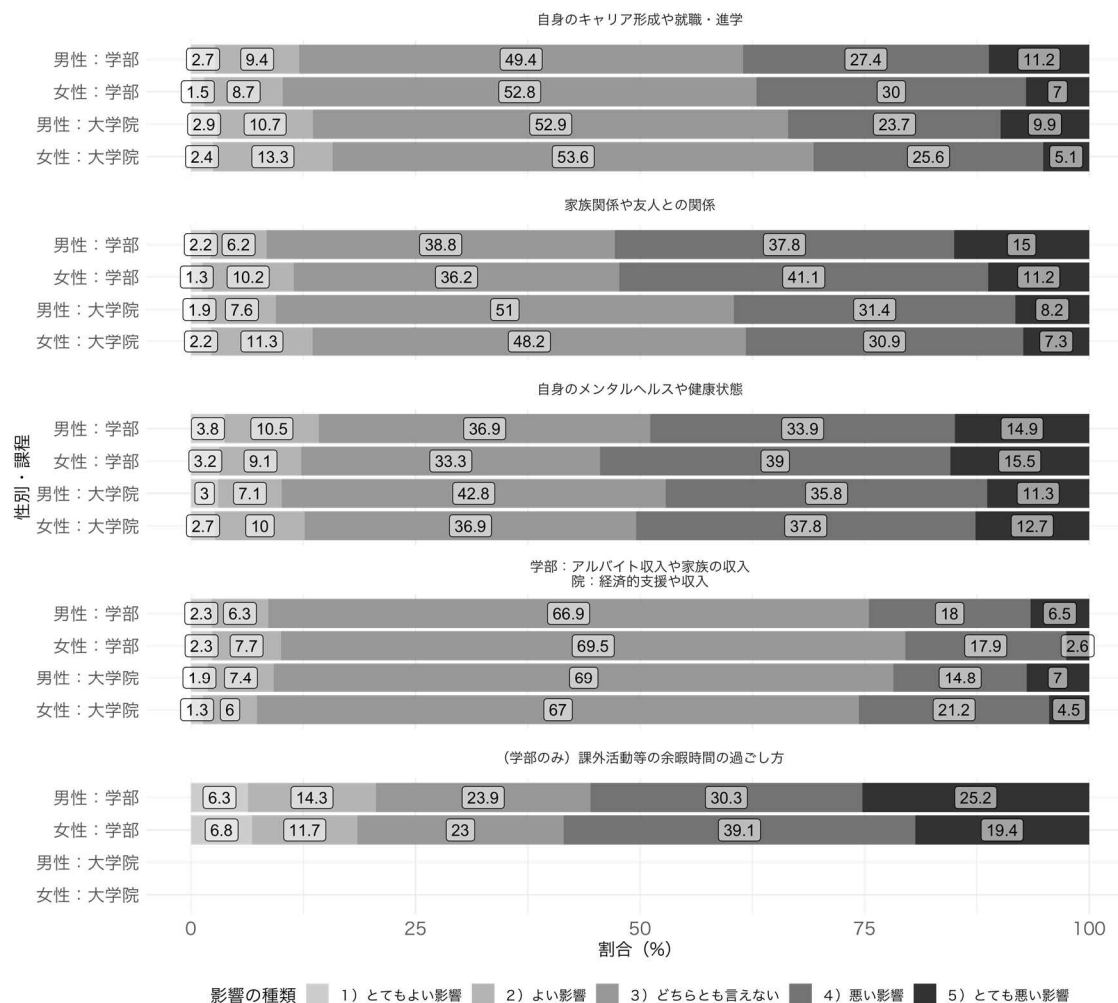 自身のキャリア形成や就職・進学
男性：学部 2.7 9.4 49.4 27.4 11.2
女性：学部 1.5 8.7 52.8 30 7
男性：大学院 2.9 10.7 52.9 23.7 9.9
女性：大学院 2.4 13.3 53.6 25.6 5.1
家族関係や友人との関係
男性：学部 2.2 6.2 38.8 37.8 15
女性：学部 1.3 10.2 36.2 41.1 11.2
男性：大学院 1.9 7.6 51 31.4 8.2
女性：大学院 2.2 11.3 48.2 30.9 7.3
自身のメンタルヘルスや健康状態
男性：学部 3.8 10.5 36.9 33.9 14.9
女性：学部 3.2 9.1 33.3 39 15.5
男性：大学院 3 7.1 42.8 35.8 11.3
女性：大学院 2.7 10 36.9 37.8 12.7
性別・課程
学部：アルバイト収入や家族の収入
院：経済的支援や収入
男性：学部 2.3 6.3 66.9 18 6.5
女性：学部 2.3 7.7 69.5 17.9 2.6
男性：大学院 1.9 7.4 69 14.8 7
女性：大学院 1.3 6 67 21.2 4.5
（学部のみ）課外活動等の余暇時間の過ごし方
男性：学部 6.3 14.3 23.9 30.3 25.2
女性：学部 6.8 11.7 23 39.1 19.4
男性：大学院
女性：大学院
0 25 50 75 100
割合（%）
影響の種類 1）とてもよい影響 2）よい影響 3）どちらとも言えない 4）悪い影響 5）とても悪い影響